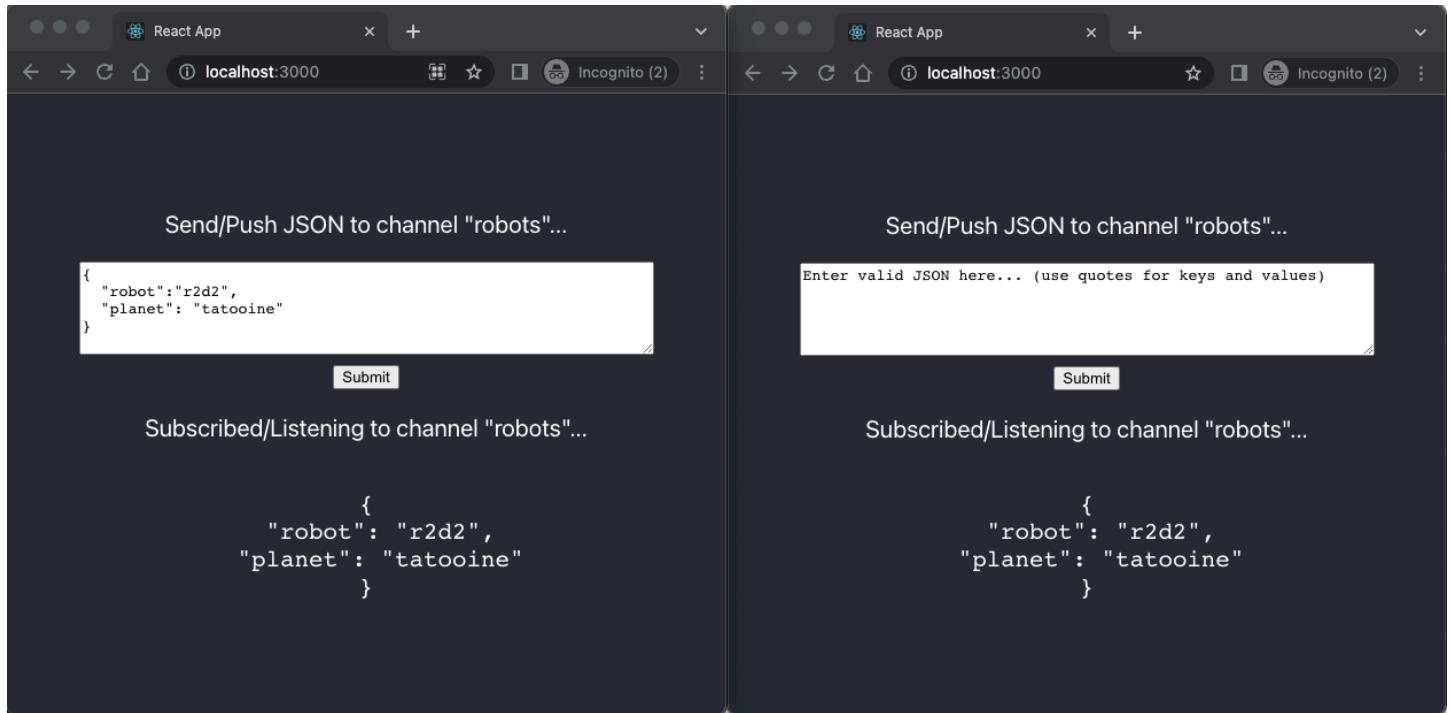 React App
localhost:3000
Incognito (2)
Send/Push JSON to channel "robots"...
{
"robot":"r2d2",
"planet": "tatooine"
}
Submit
Subscribed/Listening to channel "robots"...
{
"robot": "r2d2",
"planet": "tatooine"
}
React App
localhost:3000
Incognito (2)
Send/Push JSON to channel "robots"...
Enter valid JSON here... (use quotes for keys and values)
Submit
Subscribed/Listening to channel "robots"...
{
"robot": "r2d2",
"planet": "tatooine"
}